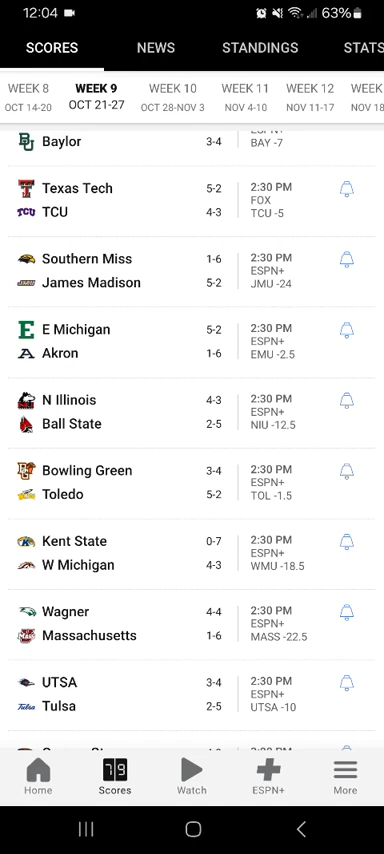 12:04 63%
SCORES NEWS STANDINGS STATS
WEEK 8 WEEK 9 WEEK 10 WEEK 11 WEEK 12 WEEK
OCT 14-20 OCT 21-27 OCT 28-NOV 3 NOV 4-10 NOV 11-17 NOV 18
ESPN+
Baylor 3-4 BAY -7
Texas Tech 5-2 2:30 PM
FOX
TCU 4-3 TCU -5
Southern Miss 1-6 2:30 PM
ESPN+
James Madison 5-2 JMU -24
E Michigan 5-2 2:30 PM
ESPN+
Akron 1-6 EMU -2.5
N Illinois 4-3 2:30 PM
ESPN+
Ball State 2-5 NIU -12.5
Bowling Green 3-4 2:30 PM
ESPN+
Toledo 5-2 TOL -1.5
Kent State 0-7 2:30 PM
ESPN+
W Michigan 4-3 WMU -18.5
Wagner 4-4 2:30 PM
ESPN+
Massachusetts 1-6 MASS -22.5
UTSA 3-4 2:30 PM
ESPN+
Tulsa 2-5 UTSA -10
Home Scores Watch ESPN+ More